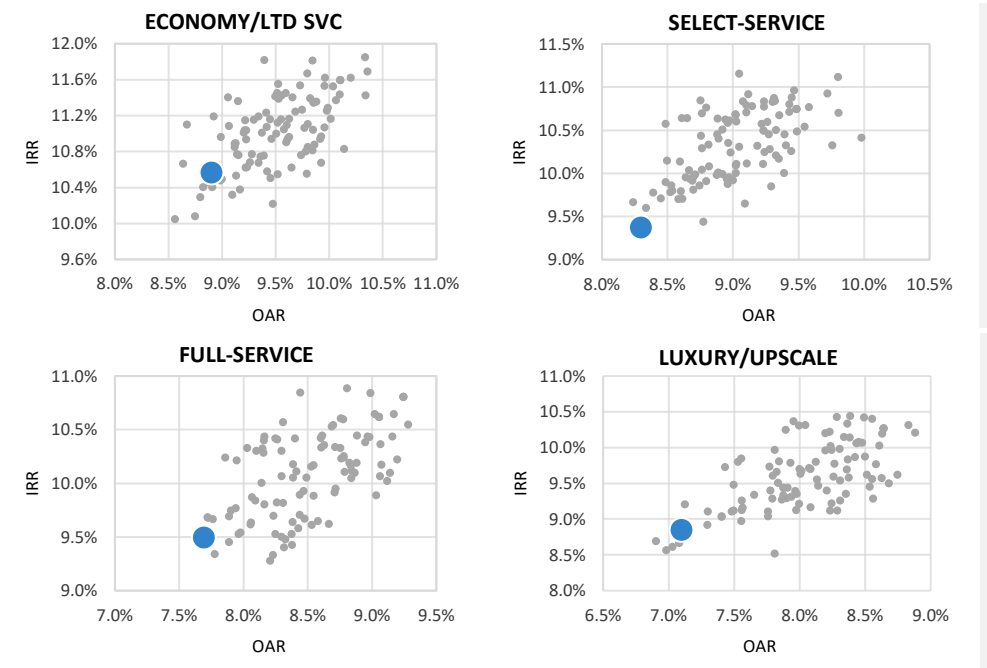 ECONOMY/LTD SVC
12.0%
11.6%
11.2%
10.8%
10.4%
10.0%
9.6%
IRR
8.0% 8.5% 9.0% 9.5% 10.0% 10.5% 11.0%
OAR
SELECT-SERVICE
11.5%
11.0%
10.5%
10.0%
9.5%
9.0%
IRR
8.0% 8.5% 9.0% 9.5% 10.0% 10.5%
OAR
FULL-SERVICE
11.0%
10.5%
10.0%
9.5%
9.0%
IRR
7.0% 7.5% 8.0% 8.5% 9.0% 9.5%
OAR
LUXURY/UPSCALE
11.0%
10.5%
10.0%
9.5%
9.0%
8.5%
8.0%
IRR
6.5% 7.0% 7.5% 8.0% 8.5% 9.0%
OAR